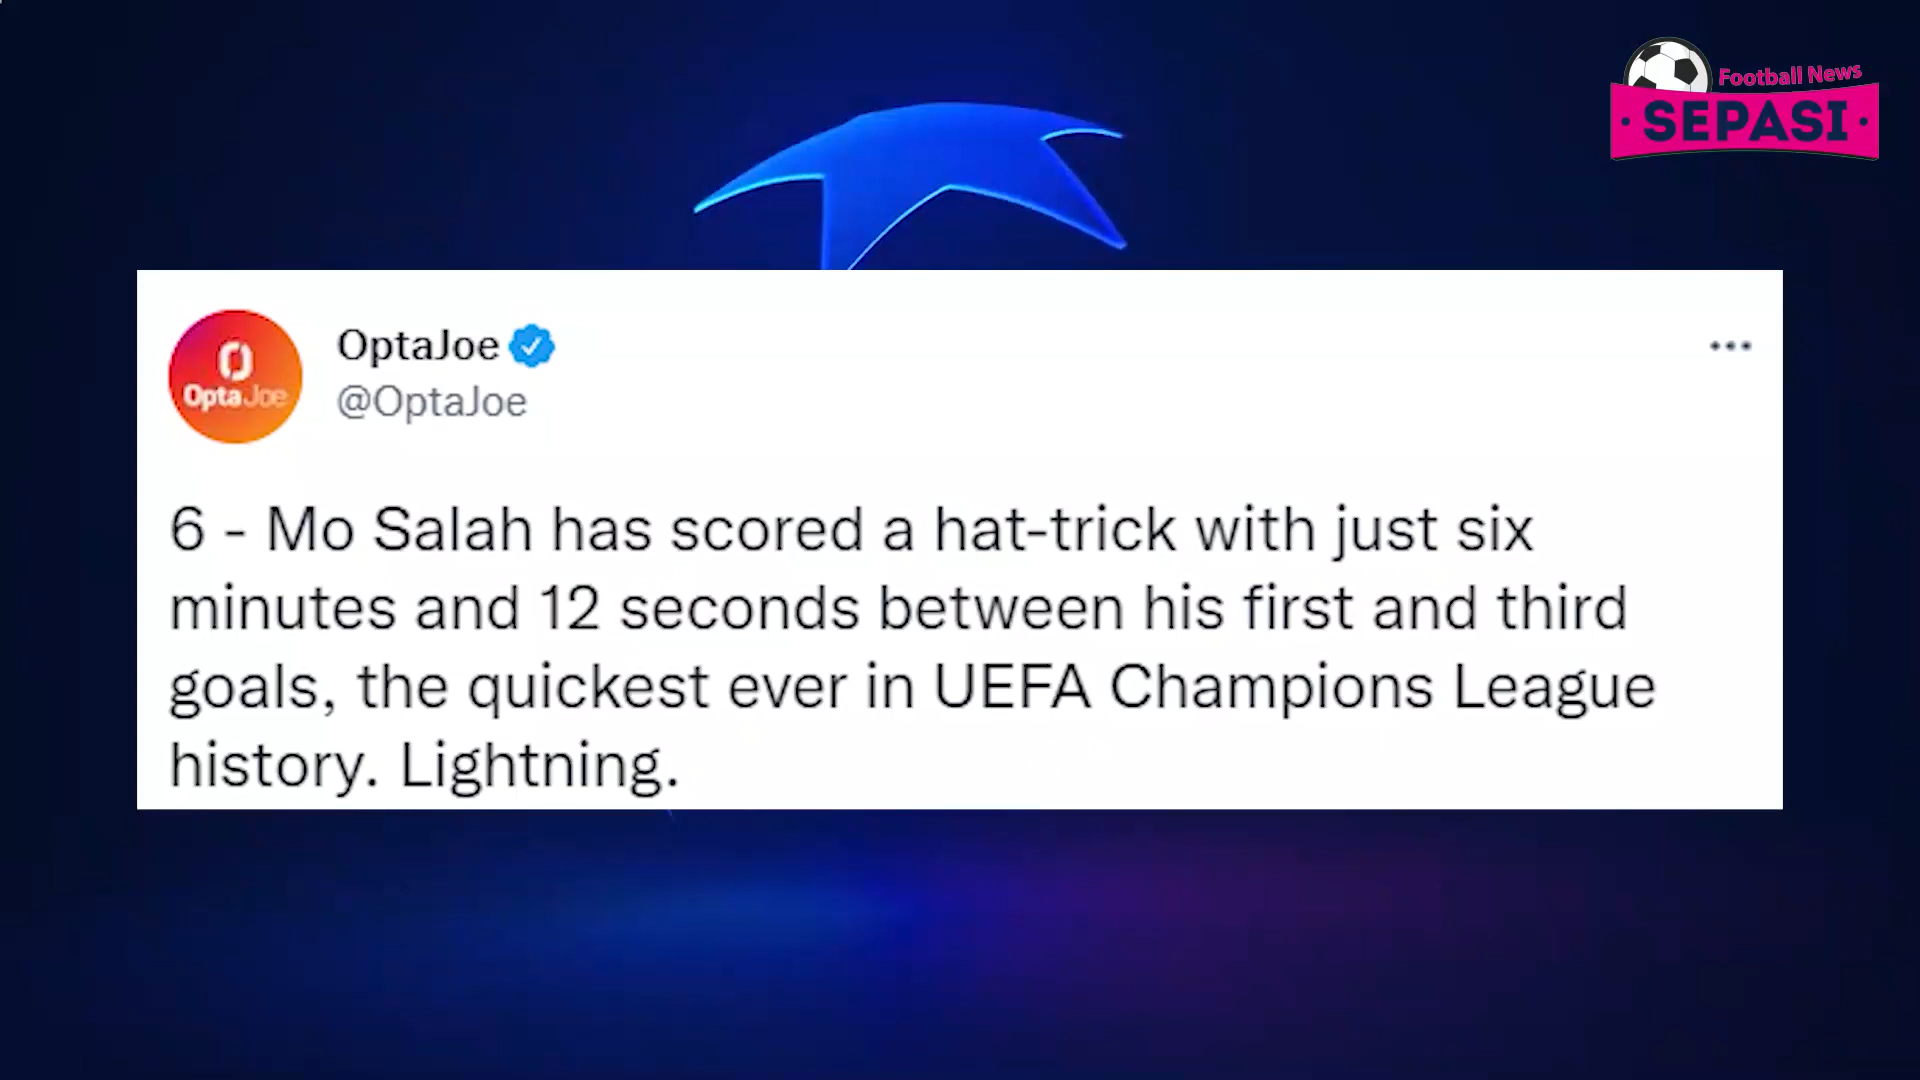 Football News
• SEPASI •
OptaJoe
@OptaJoe
OptaJoe
6 - Mo Salah has scored a hat-trick with just six
minutes and 12 seconds between his first and third
goals, the quickest ever in UEFA Champions League
history. Lightning.